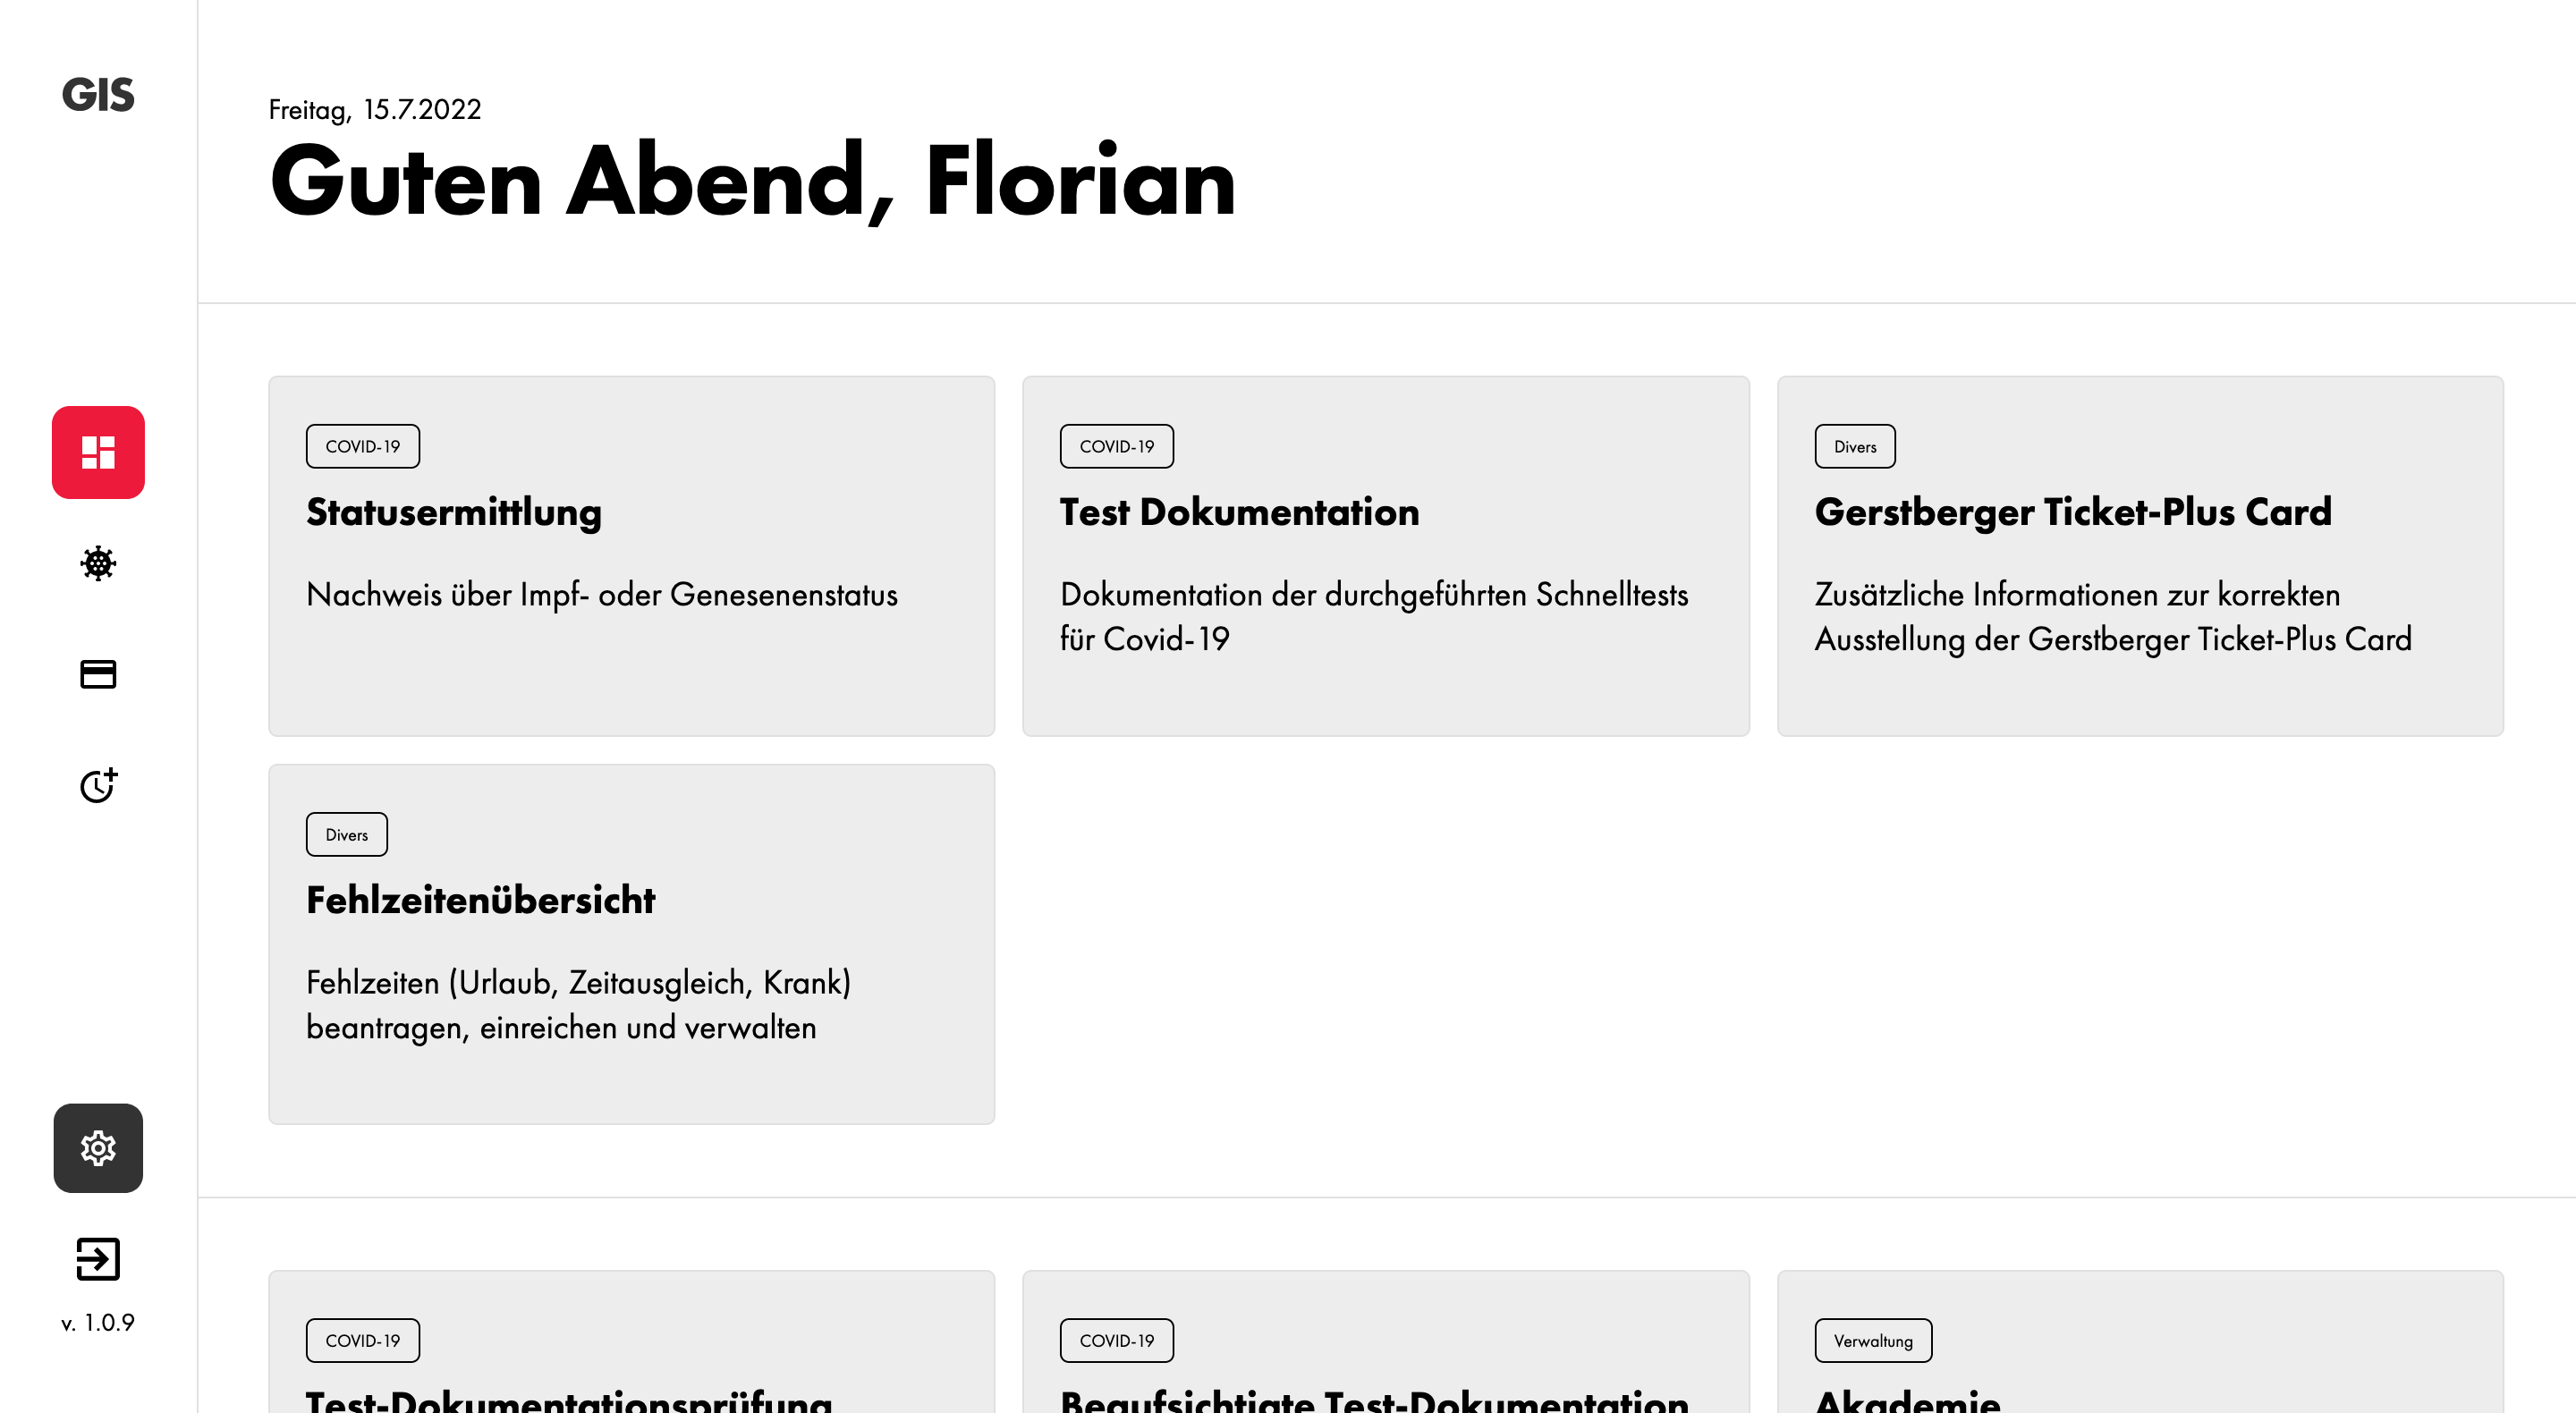 GIS
Freitag, 15.7.2022
Guten Abend, Florian
COVID-19
Statusermittlung
Nachweis über Impf- oder Genesenenstatus
COVID-19
Test Dokumentation
Dokumentation der durchgeführten Schnelltests
für Covid-19
Divers
Gerstberger Ticket-Plus Card
Zusätzliche Informationen zur korrekten
Ausstellung der Gerstberger Ticket-Plus Card
Divers
Fehlzeitenübersicht
Fehlzeiten (Urlaub, Zeitausgleich, Krank)
beantragen, einreichen und verwalten
COVID-19
Test-Dokumentationsprüfung
COVID-19
Beaufsichtigte Test-Dokumentation
Verwaltung
Akademie
v. 1.0.9